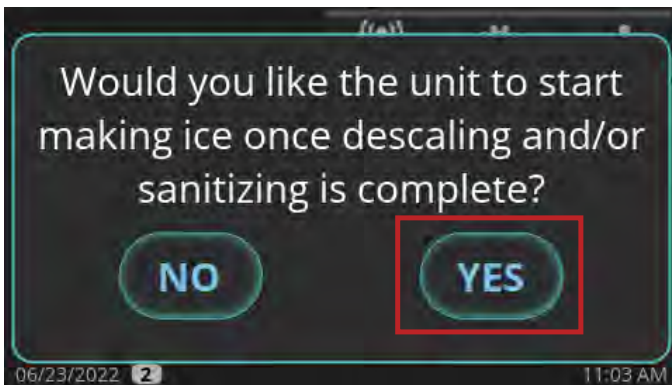 Would you like the unit to start
making ice once descaling and/or
sanitizing is complete?
NO YES
06/23/2022 2 11:03 AM